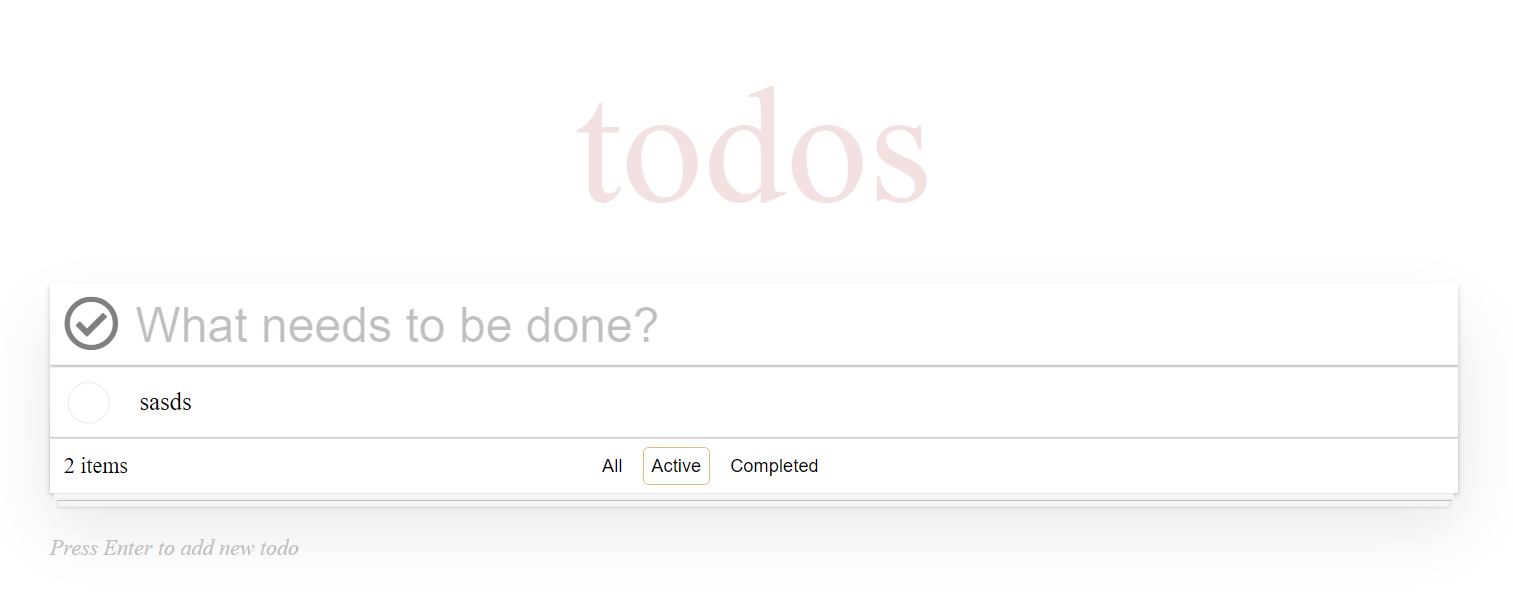 todos
What needs to be done?
sasds
2 items All Active Completed
Press Enter to add new todo